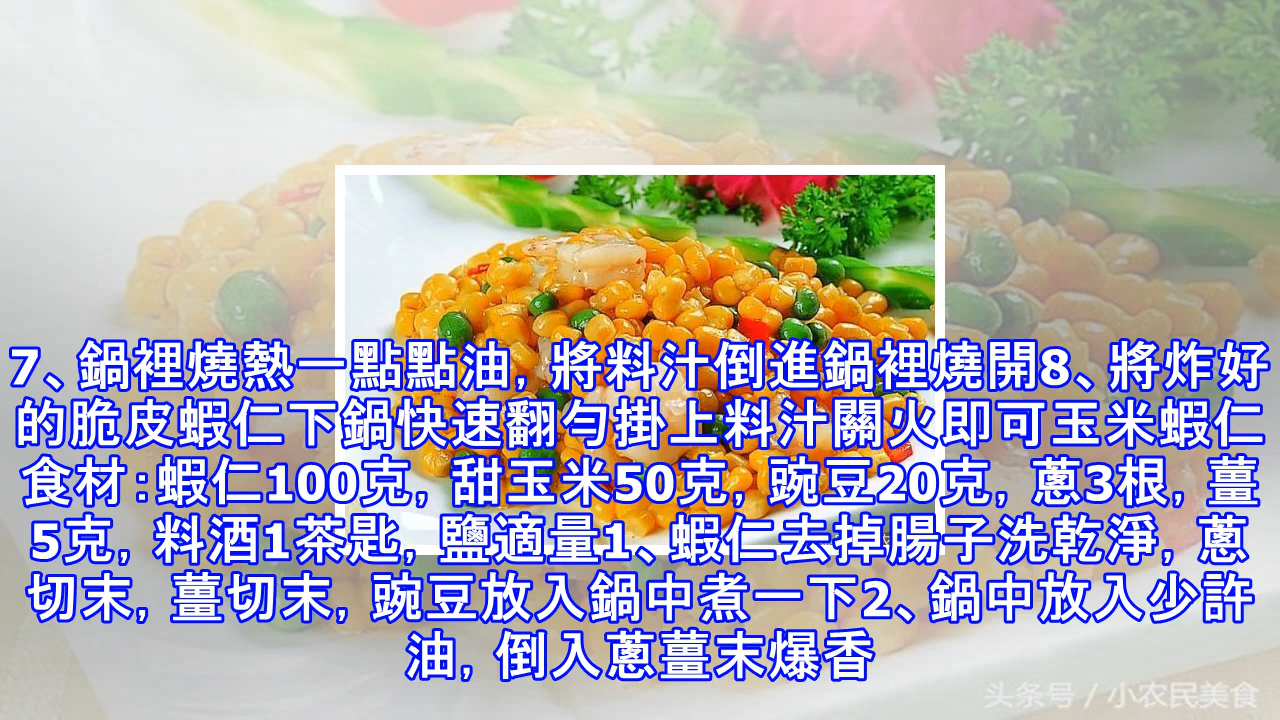 7、鍋裡燒熱一點點油, 將料汁倒進鍋裡燒開8、將炸好
的脆皮蝦仁下鍋快速翻勻掛上料汁關火即可玉米蝦仁
食材:蝦仁100克, 甜玉米50克, 豌豆20克, 蔥3根, 薑
5克, 料酒1茶匙, 鹽適量1、蝦仁去掉腸子洗乾淨, 蔥
切末, 薑切末, 豌豆放入鍋中煮一下2、鍋中放入少許
油, 倒入蔥薑末爆香
头条号 / 小农民美食